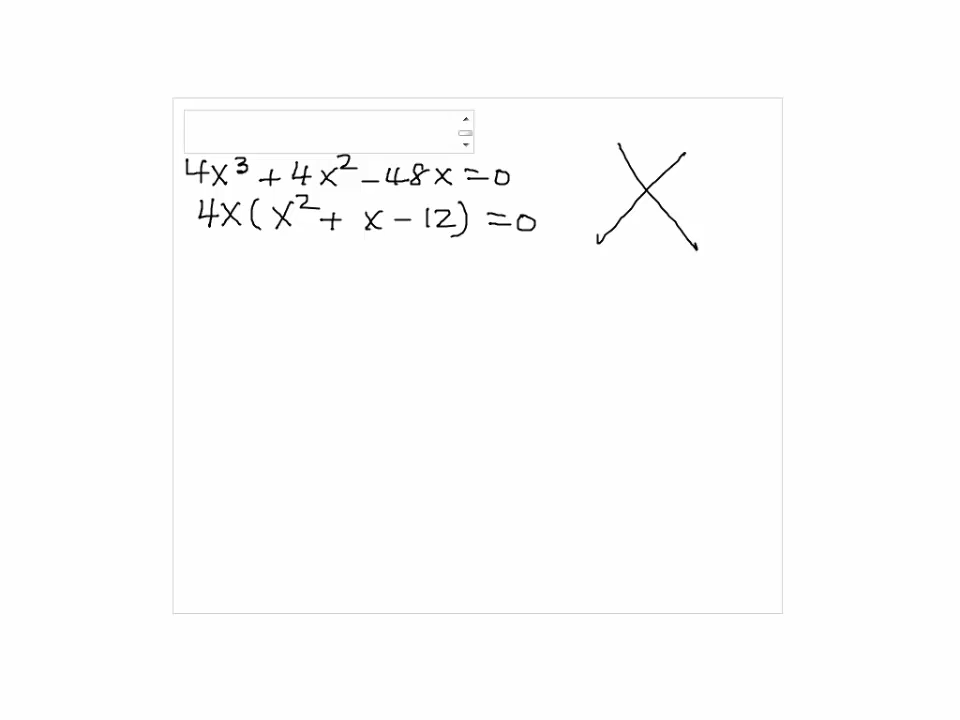 4x³ + 4x² - 48x = 0
4x(x² + x - 12) = 0